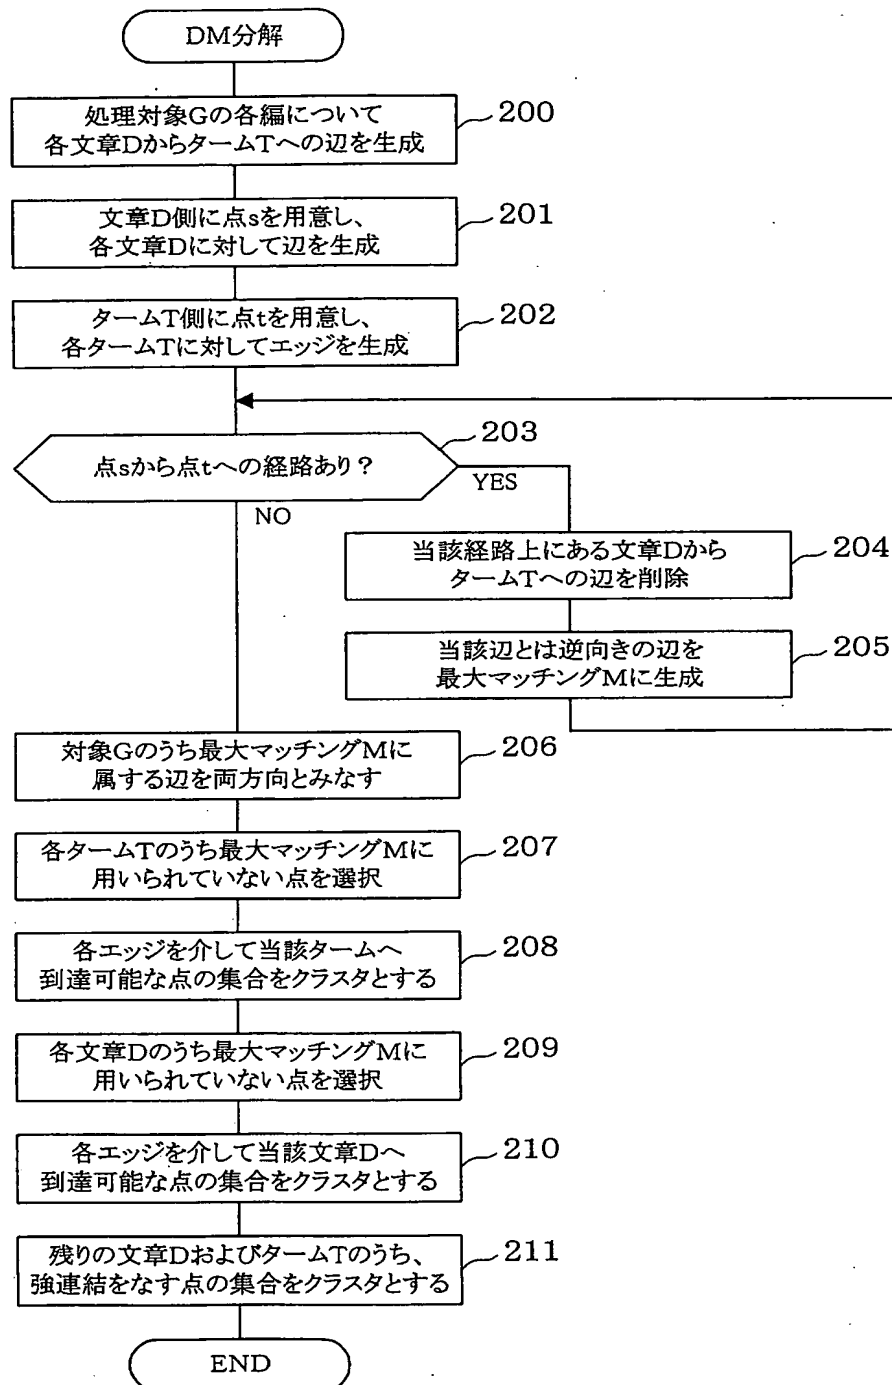 DM分解
処理対象Gの各編について
各文章DからタームTへの辺を生成
200
文章D側に点sを用意し、
各文章Dに対して辺を生成
201
タームT側に点tを用意し、
各タームTに対してエッジを生成
202
点sから点tへの経路あり？
203
YES
NO
当該経路上にある文章Dから
タームTへの辺を削除
204
当該辺とは逆向きの辺を
最大マッチングMに生成
205
対象Gのうち最大マッチングMに
属する辺を両方向とみなす
206
各タームTのうち最大マッチングMに
用いられていない点を選択
207
各エッジを介して当該タームへ
到達可能な点の集合をクラスタとする
208
各文章Dのうち最大マッチングMに
用いられていない点を選択
209
各エッジを介して当該文章Dへ
到達可能な点の集合をクラスタとする
210
残りの文章DおよびタームTのうち、
強連結をなす点の集合をクラスタとする
211
END